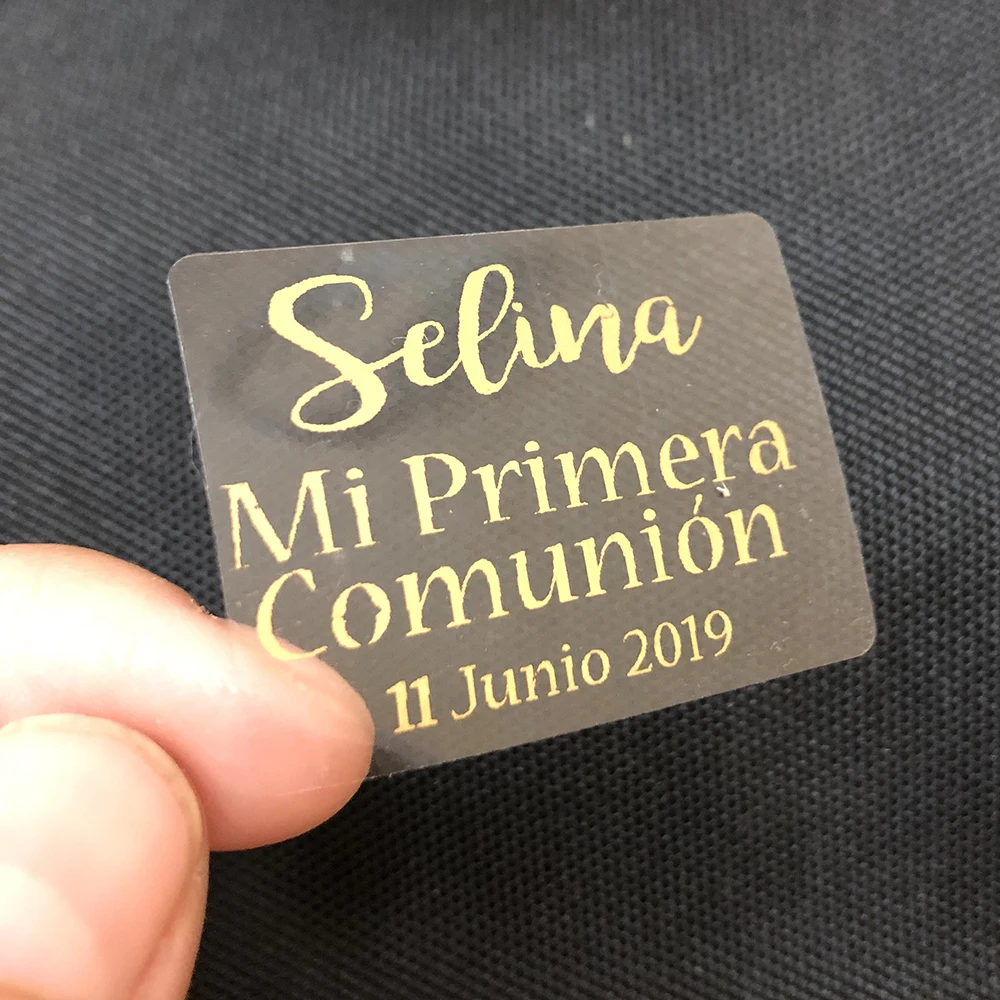 Selina
Mi Primera
Comunión
11 Junio 2019